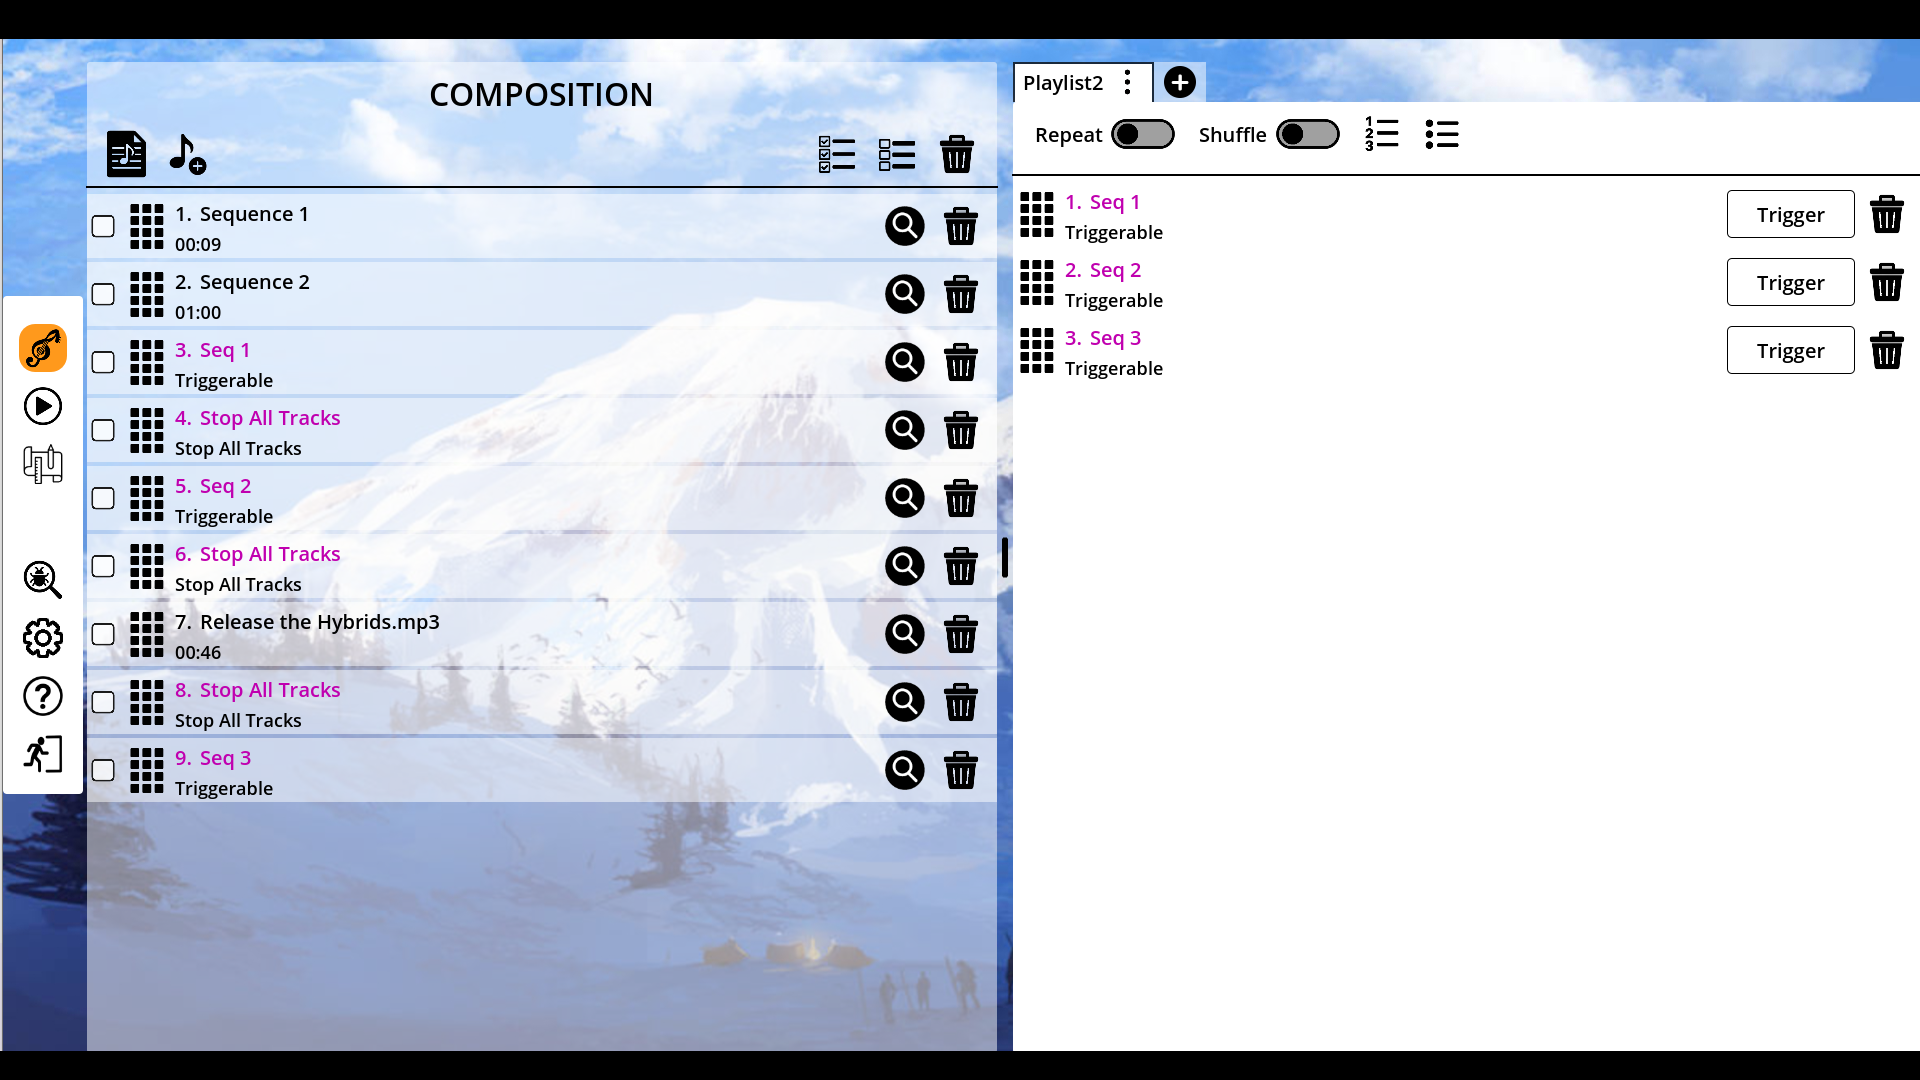 COMPOSITION
1. Sequence 1
00:09
2. Sequence 2
01:00
3. Seq 1
Triggerable
4. Stop All Tracks
Stop All Tracks
5. Seq 2
Triggerable
6. Stop All Tracks
Stop All Tracks
7. Release the Hybrids.mp3
00:46
8. Stop All Tracks
Stop All Tracks
9. Seq 3
Triggerable
Playlist2
Repeat Shuffle
1. Seq 1
Triggerable
Trigger
2. Seq 2
Triggerable
Trigger
3. Seq 3
Triggerable
Trigger